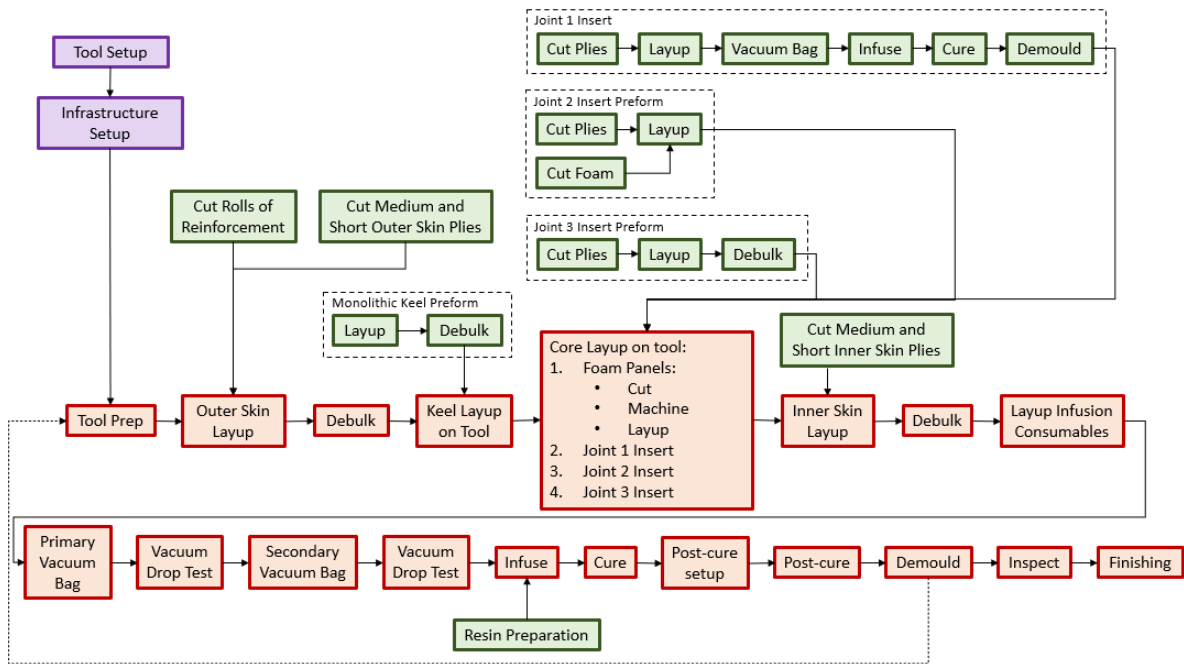 Joint 1 Insert
Cut Plies
Layup
Vacuum Bag
Infuse
Cure
Demould
Tool Setup
Infrastructure
Setup
Joint 2 Insert Preform
Cut Plies
Layup
Cut Foam
Cut Rolls of
Reinforcement
Cut Medium and
Short Outer Skin Plies
Joint 3 Insert Preform
Cut Plies
Layup
Debulk
Monolithic Keel Preform
Layup
Debulk
Cut Medium and
Short Inner Skin Plies
Tool Prep
Outer Skin
Layup
Debulk
Keel Layup
on Tool
Core Layup on tool:
1. Foam Panels:
• Cut
• Machine
• Layup
2. Joint 1 Insert
3. Joint 2 Insert
4. Joint 3 Insert
Inner Skin
Layup
Debulk
Layup Infusion
Consumables
Primary
Vacuum
Bag
Vacuum
Drop Test
Secondary
Vacuum Bag
Vacuum
Drop Test
Infuse
Cure
Post-cure
setup
Post-cure
Demould
Inspect
Finishing
Resin Preparation